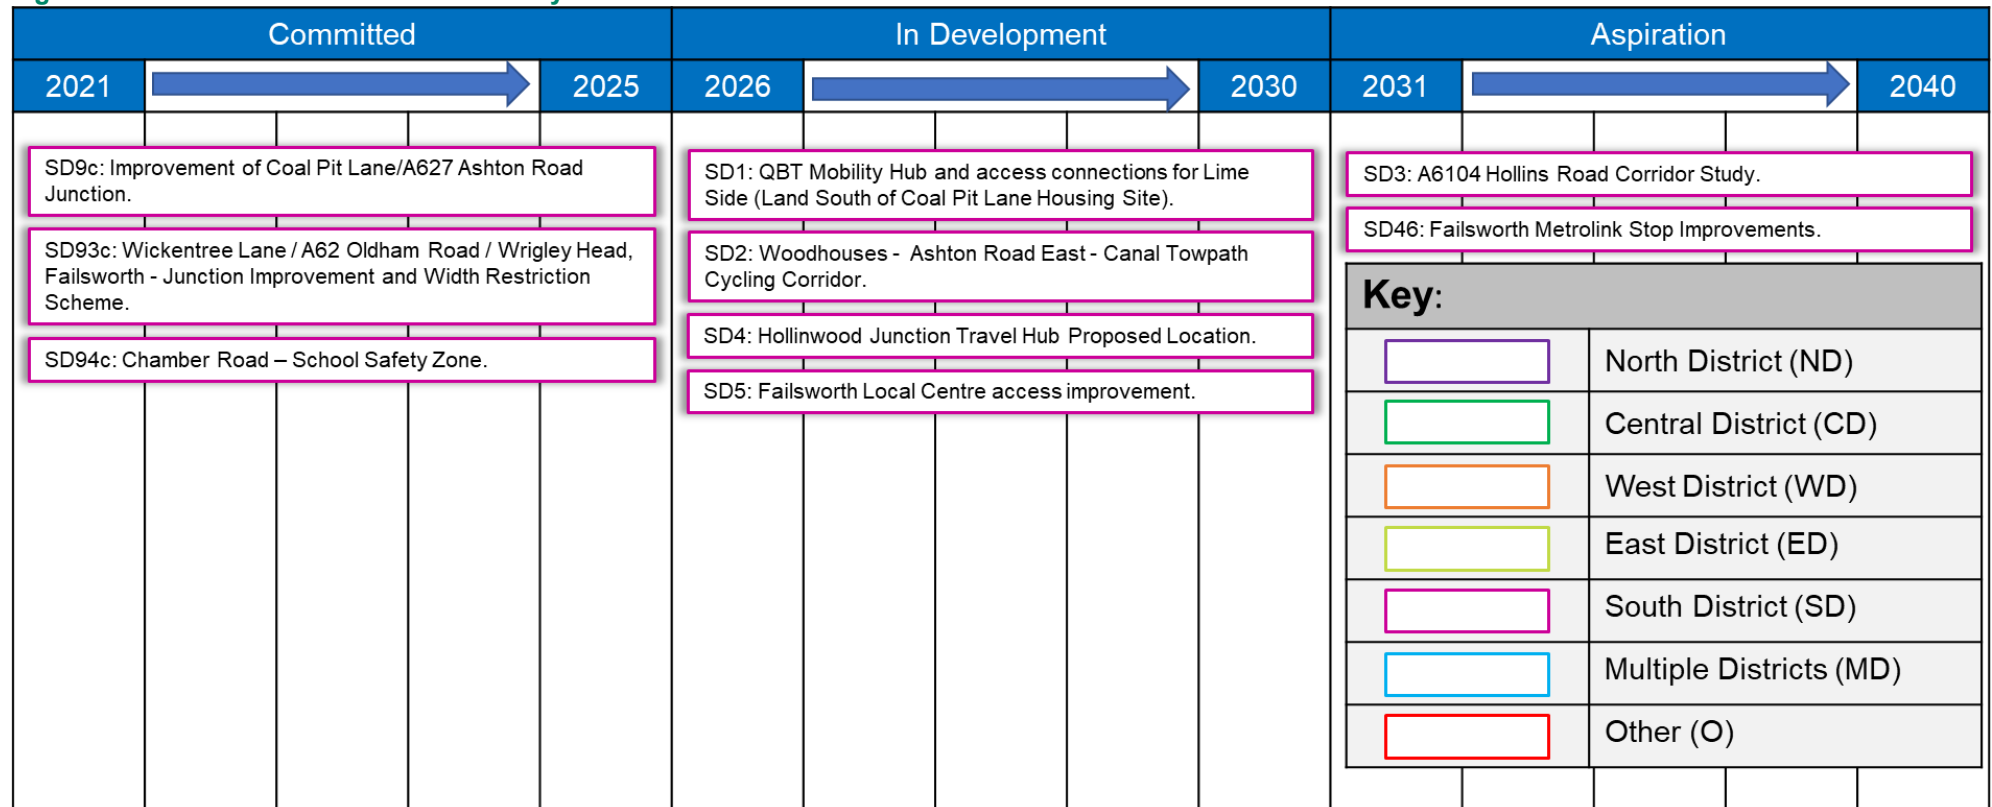 Committed
In Development
Aspiration
2021
2025
2026
2030
2031
2040
SD9c: Improvement of Coal Pit Lane/A627 Ashton Road
Junction.
SD93c: Wickentree Lane / A62 Oldham Road / Wrigley Head,
Failsworth - Junction Improvement and Width Restriction
Scheme.
SD94c: Chamber Road – School Safety Zone.
SD1: QBT Mobility Hub and access connections for Lime
Side (Land South of Coal Pit Lane Housing Site).
SD2: Woodhouses - Ashton Road East - Canal Towpath
Cycling Corridor.
SD4: Hollinwood Junction Travel Hub Proposed Location.
SD5: Failsworth Local Centre access improvement.
SD3: A6104 Hollins Road Corridor Study.
SD46: Failsworth Metrolink Stop Improvements.
Key:
North District (ND)
Central District (CD)
West District (WD)
East District (ED)
South District (SD)
Multiple Districts (MD)
Other (O)